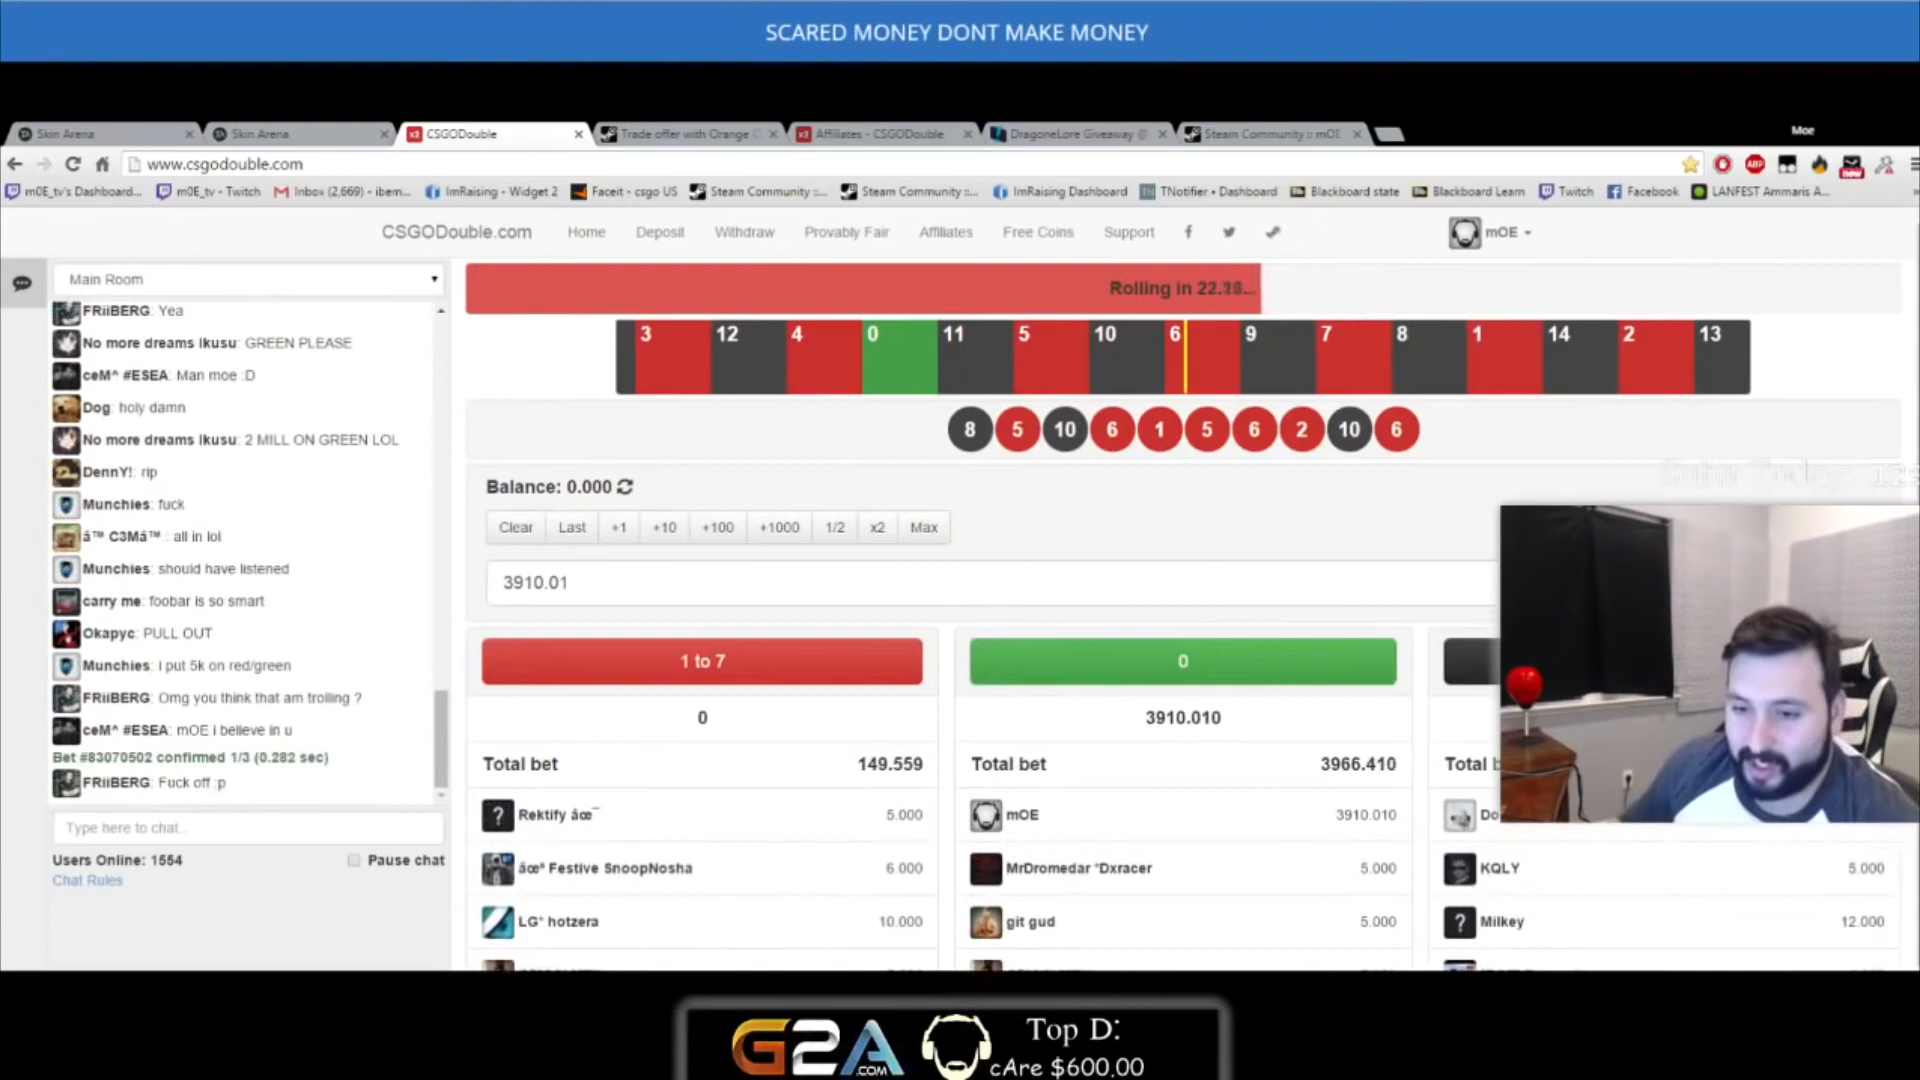 SCARED MONEY DONT MAKE MONEY
Skin Arena
Skin Arena
CSGODouble
Trade offer with Orange
Affiliates - CSGODouble
DragoneLore Giveaway @
Steam Community :: mOE
Moe
www.csgodouble.com
m0E_tv's Dashboard...
m0E_tv - Twitch
Inbox (2,669) - ibem...
ImRaising - Widget 2
Faceit - csgo US
Steam Community ::...
Steam Community ::...
ImRaising Dashboard
TNotifier • Dashboard
Blackboard state
Blackboard Learn
Twitch
Facebook
LANFEST Ammaris A...
CSGODouble.com
Home
Deposit
Withdraw
Provably Fair
Affiliates
Free Coins
Support
mOE
Main Room
FRiiBERG: Yea
No more dreams Ikusu: GREEN PLEASE
ceM^ #ESEA: Man moe :D
Dog: holy damn
No more dreams Ikusu: 2 MILL ON GREEN LOL
DennY!: rip
Munchies: fuck
â™ C3Mâ™ : all in lol
Munchies: should have listened
carry me: foobar is so smart
Okapyc: PULL OUT
Munchies: i put 5k on red/green
FRiiBERG: Omg you think that am trolling ?
ceM^ #ESEA: mOE i believe in u
Bet #83070502 confirmed 1/3 (0.282 sec)
FRiiBERG: Fuck off :p
Type here to chat...
Users Online: 1554
Pause chat
Chat Rules
Rolling in
3 12 4 0 11 5 10 6 9 7 8 1 14 2 13
8 5 10 6 1 5 6 2 10 6
Balance: 0.000
Clear Last +1 +10 +100 +1000 1/2 x2 Max
3910.01
1 to 7
0
Total bet 149.559
Rektify âœ¯ 5.000
âœª Festive SnoopNosha 6.000
LG* hotzera 10.000
0
3910.010
Total bet 3966.410
mOE 3910.010
MrDromedar *Dxracer 5.000
git gud 5.000
Total
Do
KQLY 5.000
Milkey 12.000
G2A
.COM
Top D:
cAre $600.00